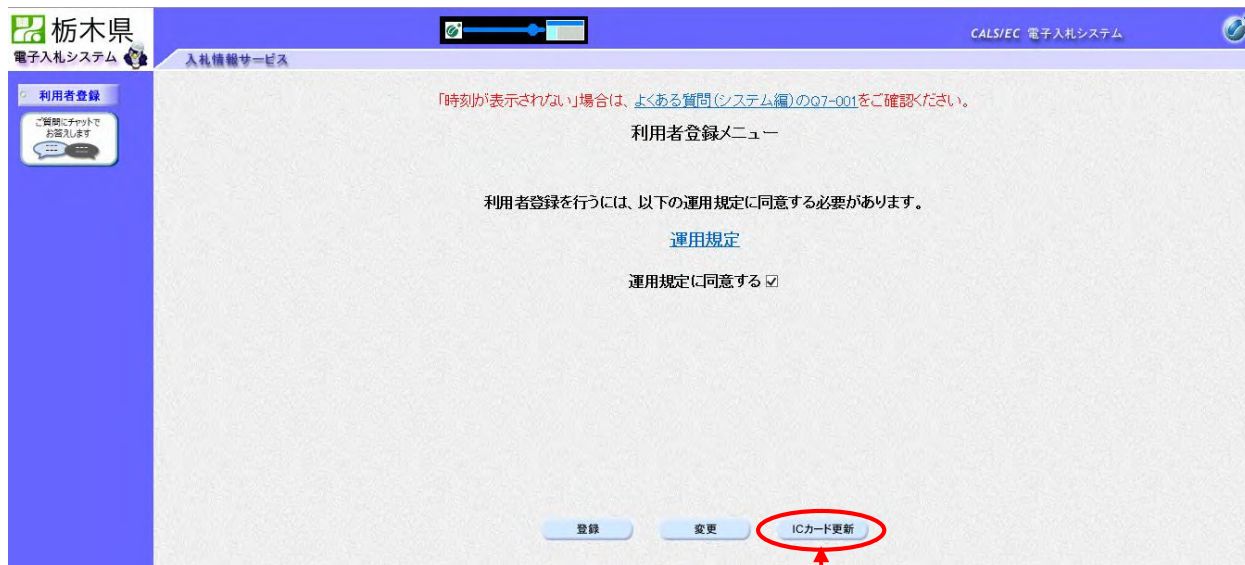 栃木県
電子入札システム
CALS/EC 電子入札システム
入札情報サービス
利用者登録
ご質問にチャットで
お答えします
「時刻が表示されない」場合は、よくある質問(システム編)のQ7-001をご確認ください。
利用者登録メニュー
利用者登録を行うには、以下の運用規定に同意する必要があります。
運用規定
運用規定に同意する
登録
変更
ICカード更新